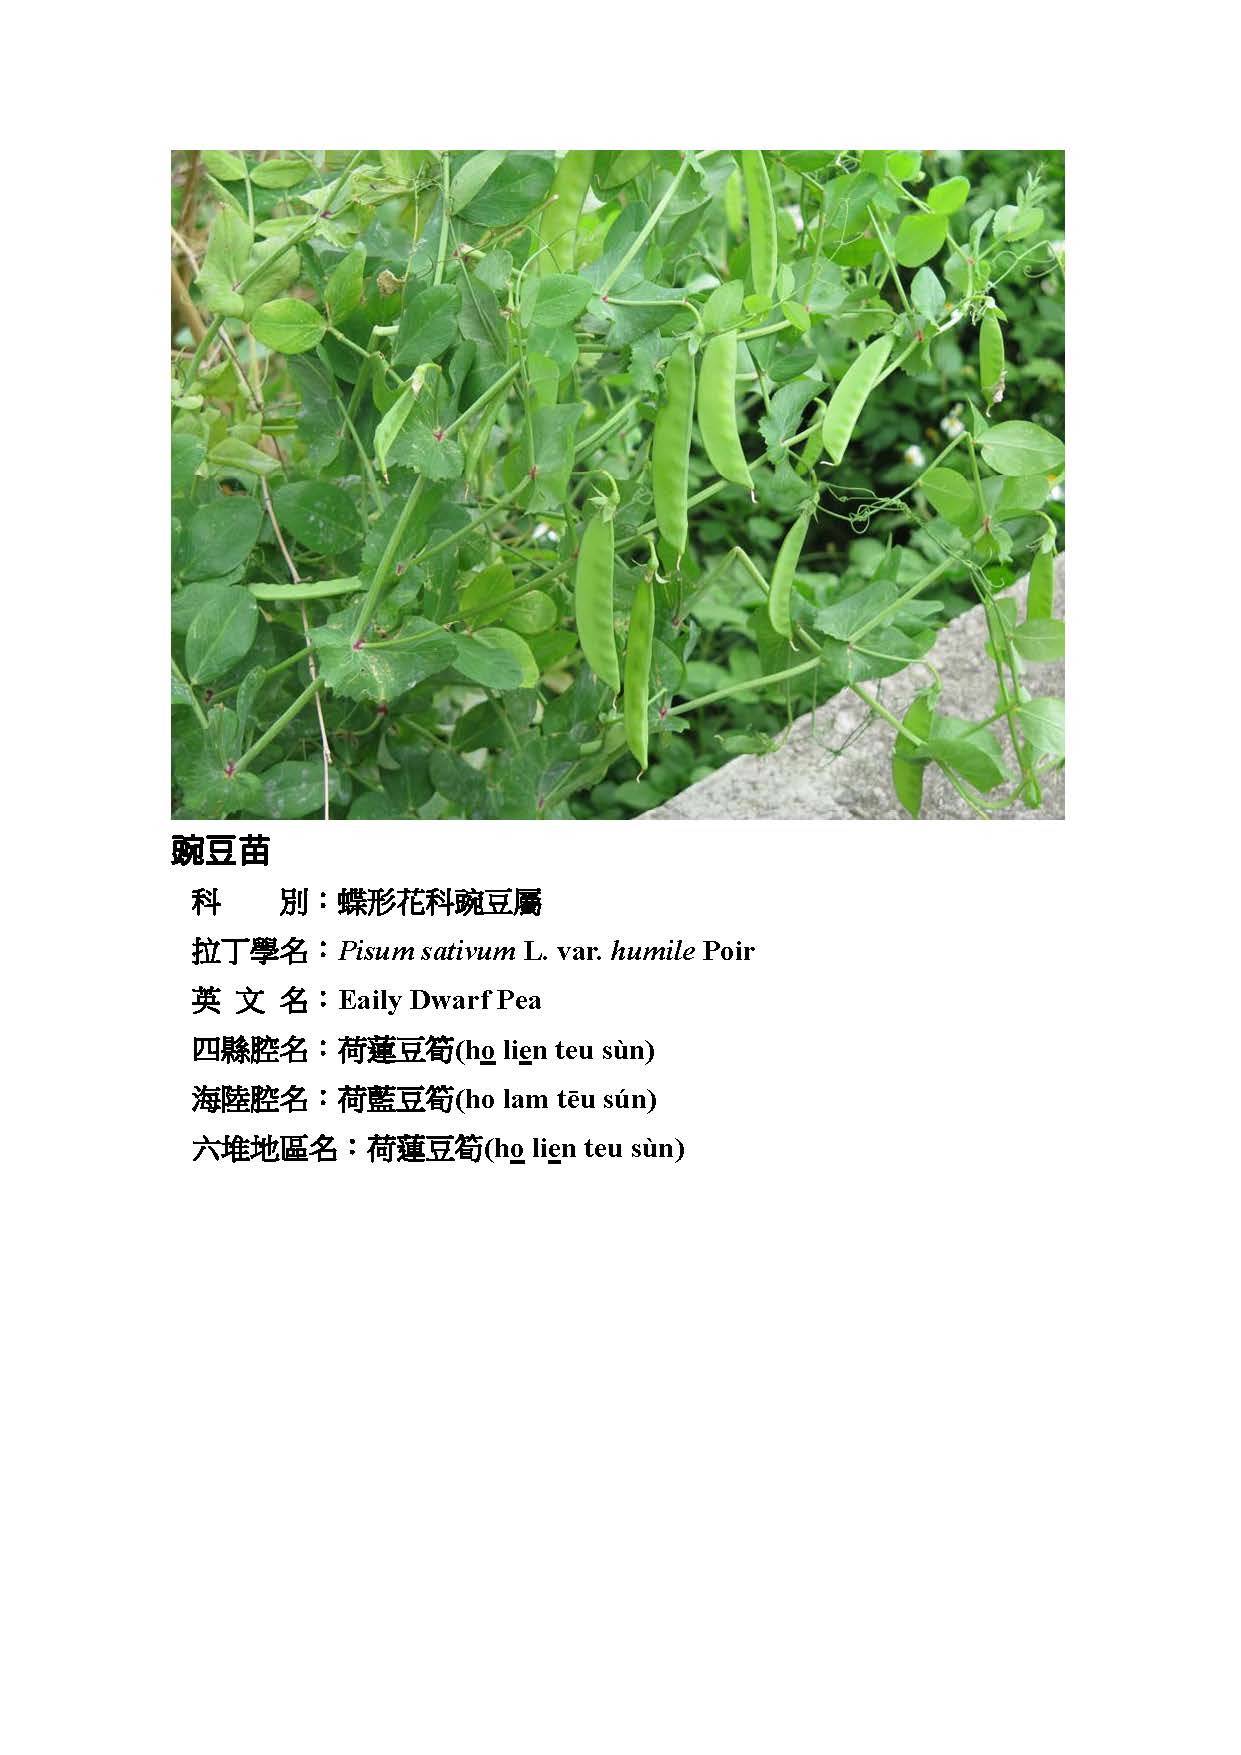 豌豆苗
科　　別：蝶形花科豌豆屬
拉丁學名：Pisum sativum L. var. humile Poir
英 文 名：Eaily Dwarf Pea
四縣腔名：荷蓮豆筍(ho lien teu sùn)
海陸腔名：荷藍豆筍(ho lam tēu sún)
六堆地區名：荷蓮豆筍(ho lien teu sùn)